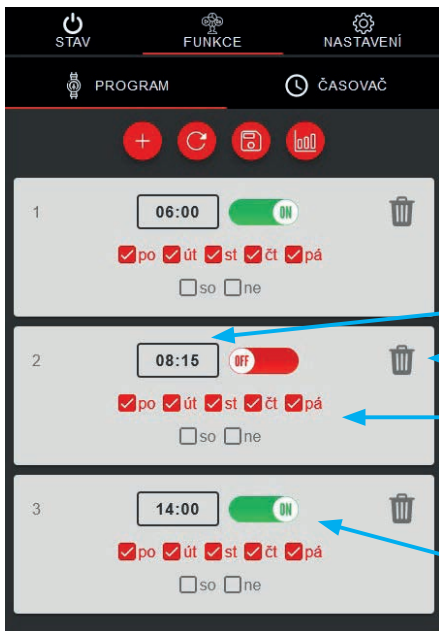 STAV FUNKCE NASTAVENÍ
PROGRAM ČASOVAČ
+
1 06:00 ON
po út st čt pá
so ne
2 08:15 OFF
po út st čt pá
so ne
3 14:00 ON
po út st čt pá
so ne